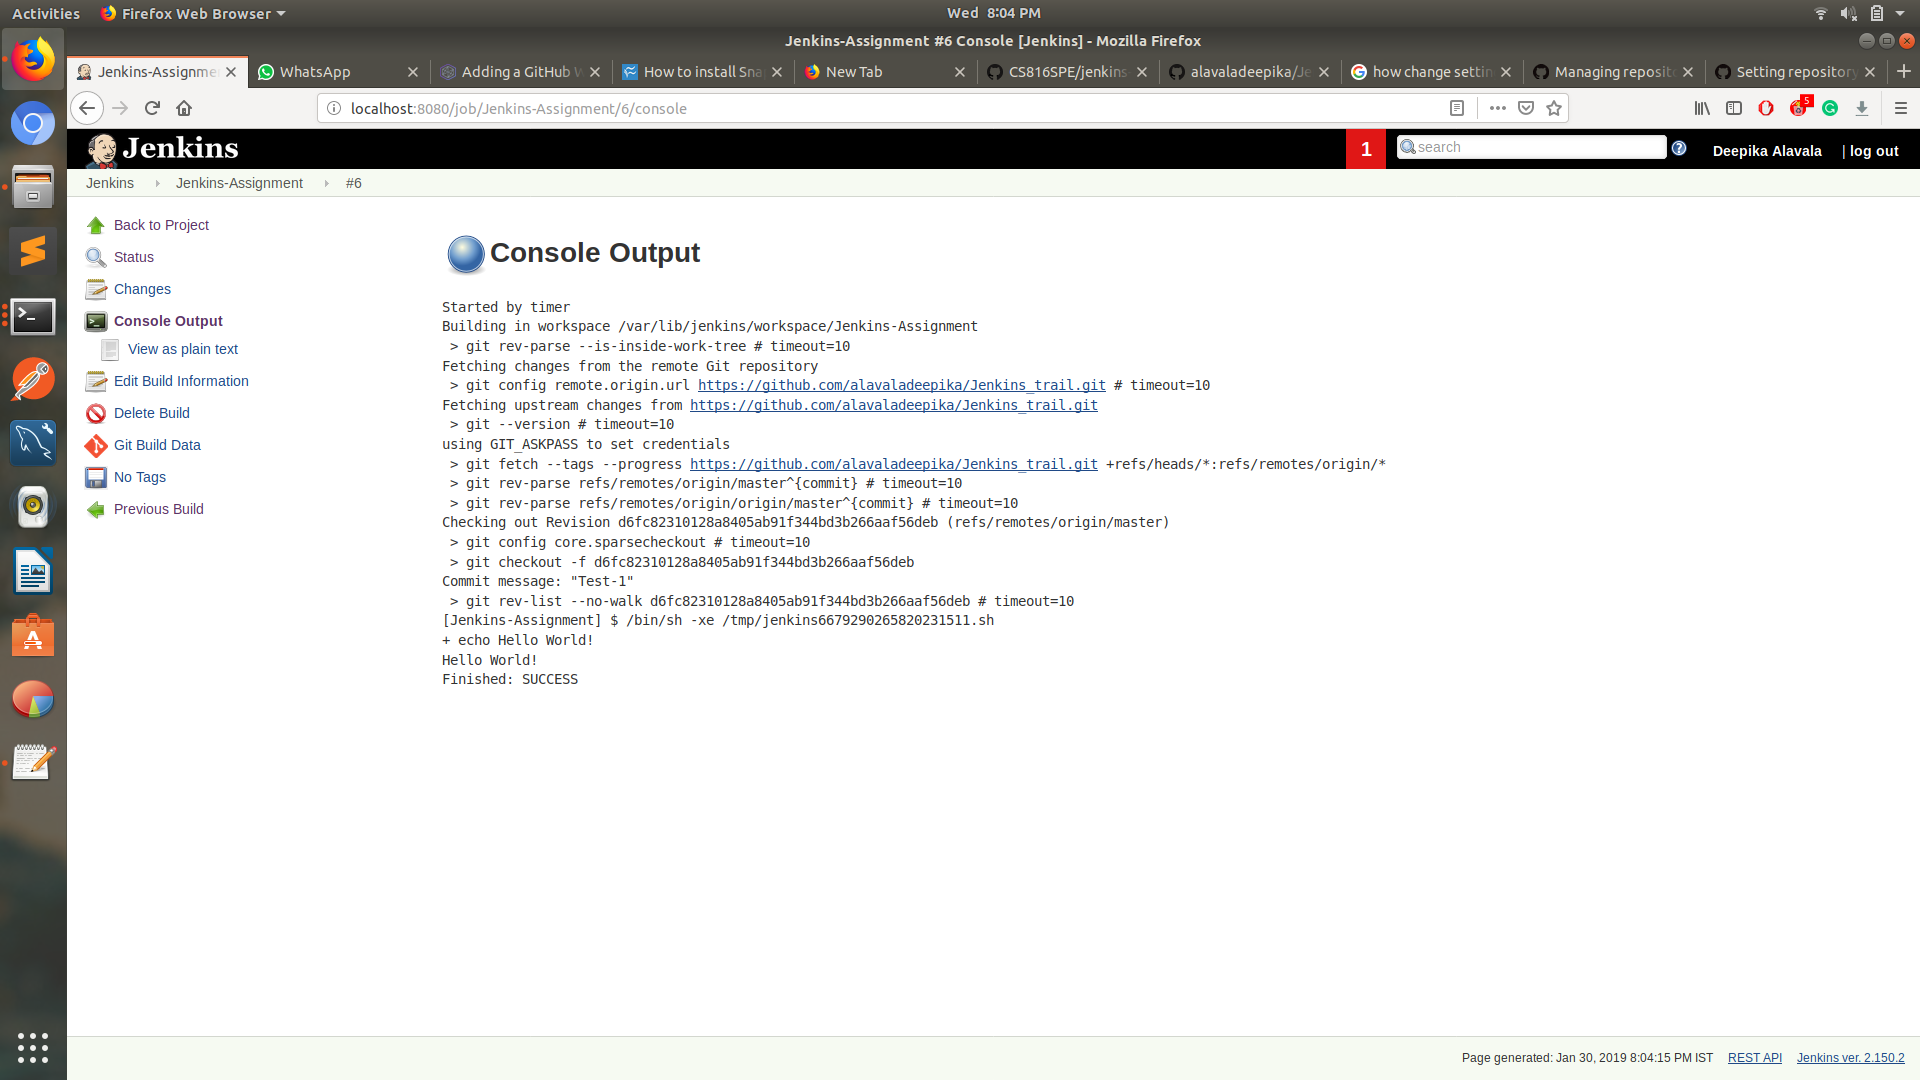 Activities Firefox Web Browser Wed 8:04 PM
Jenkins-Assignment #6 Console [Jenkins] - Mozilla Firefox
Jenkins-Assignme WhatsApp Adding a GitHub How to install Sna New Tab CS816SPE/jenkins- alavaladeepika/Je how change settin Managing reposito Setting repository
localhost:8080/job/Jenkins-Assignment/6/console 5
Jenkins 1 search ? Deepika Alavala | log out
Jenkins Jenkins-Assignment #6
Back to Project
Status
Changes
Console Output
View as plain text
Edit Build Information
Delete Build
Git Build Data
No Tags
Previous Build
Console Output
Started by timer
Building in workspace /var/lib/jenkins/workspace/Jenkins-Assignment
> git rev-parse --is-inside-work-tree # timeout=10
Fetching changes from the remote Git repository
> git config remote.origin.url https://github.com/alavaladeepika/Jenkins_trail.git # timeout=10
Fetching upstream changes from https://github.com/alavaladeepika/Jenkins_trail.git
> git --version # timeout=10
using GIT_ASKPASS to set credentials
> git fetch --tags --progress https://github.com/alavaladeepika/Jenkins_trail.git +refs/heads/*:refs/remotes/origin/*
> git rev-parse refs/remotes/origin/master^{commit} # timeout=10
> git rev-parse refs/remotes/origin/origin/master^{commit} # timeout=10
Checking out Revision d6fc82310128a8405ab91f344bd3b266aaf56deb (refs/remotes/origin/master)
> git config core.sparsecheckout # timeout=10
> git checkout -f d6fc82310128a8405ab91f344bd3b266aaf56deb
Commit message: "Test-1"
> git rev-list --no-walk d6fc82310128a8405ab91f344bd3b266aaf56deb # timeout=10
[Jenkins-Assignment] $ /bin/sh -xe /tmp/jenkins6679290265820231511.sh
+ echo Hello World!
Hello World!
Finished: SUCCESS
Page generated: Jan 30, 2019 8:04:15 PM IST REST API Jenkins ver. 2.150.2